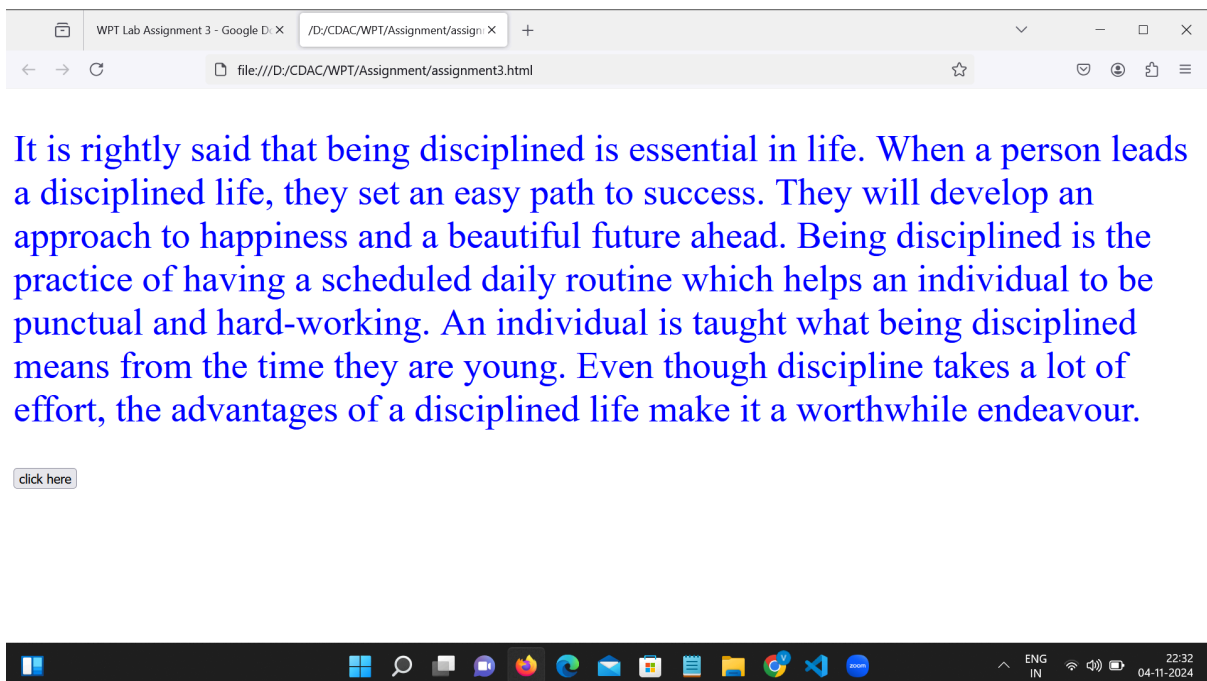 WPT Lab Assignment 3 - Google Do
/D:/CDAC/WPT/Assignment/assign
file:///D:/CDAC/WPT/Assignment/assignment3.html
It is rightly said that being disciplined is essential in life. When a person leads
a disciplined life, they set an easy path to success. They will develop an
approach to happiness and a beautiful future ahead. Being disciplined is the
practice of having a scheduled daily routine which helps an individual to be
punctual and hard-working. An individual is taught what being disciplined
means from the time they are young. Even though discipline takes a lot of
effort, the advantages of a disciplined life make it a worthwhile endeavour.
click here
zoom
ENG
IN
22:32
04-11-2024